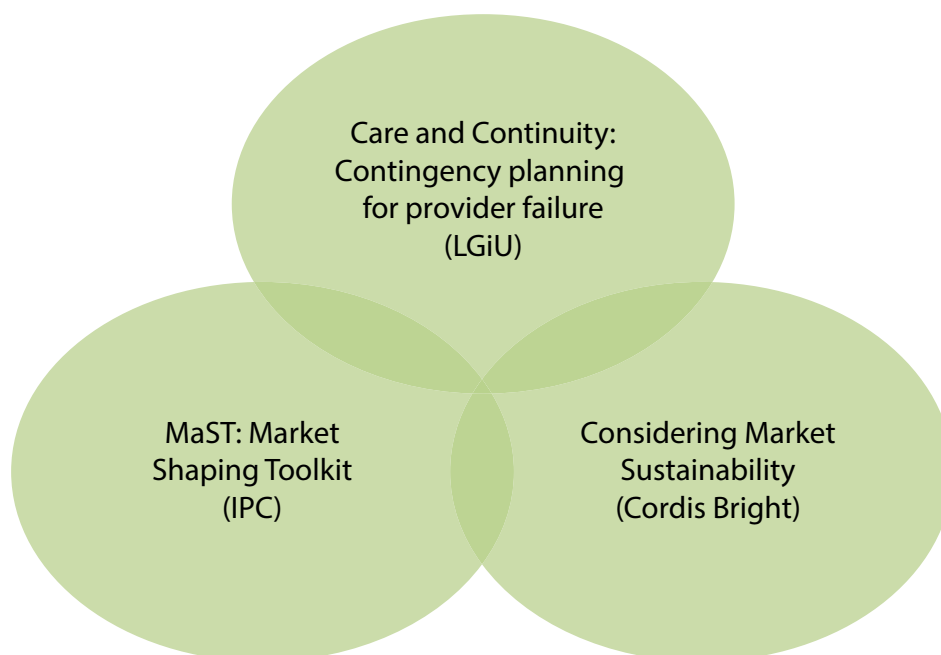 Care and Continuity:
Contingency planning
for provider failure
(LGiU)
MaST: Market
Shaping Toolkit
(IPC)
Considering Market
Sustainability
(Cordis Bright)